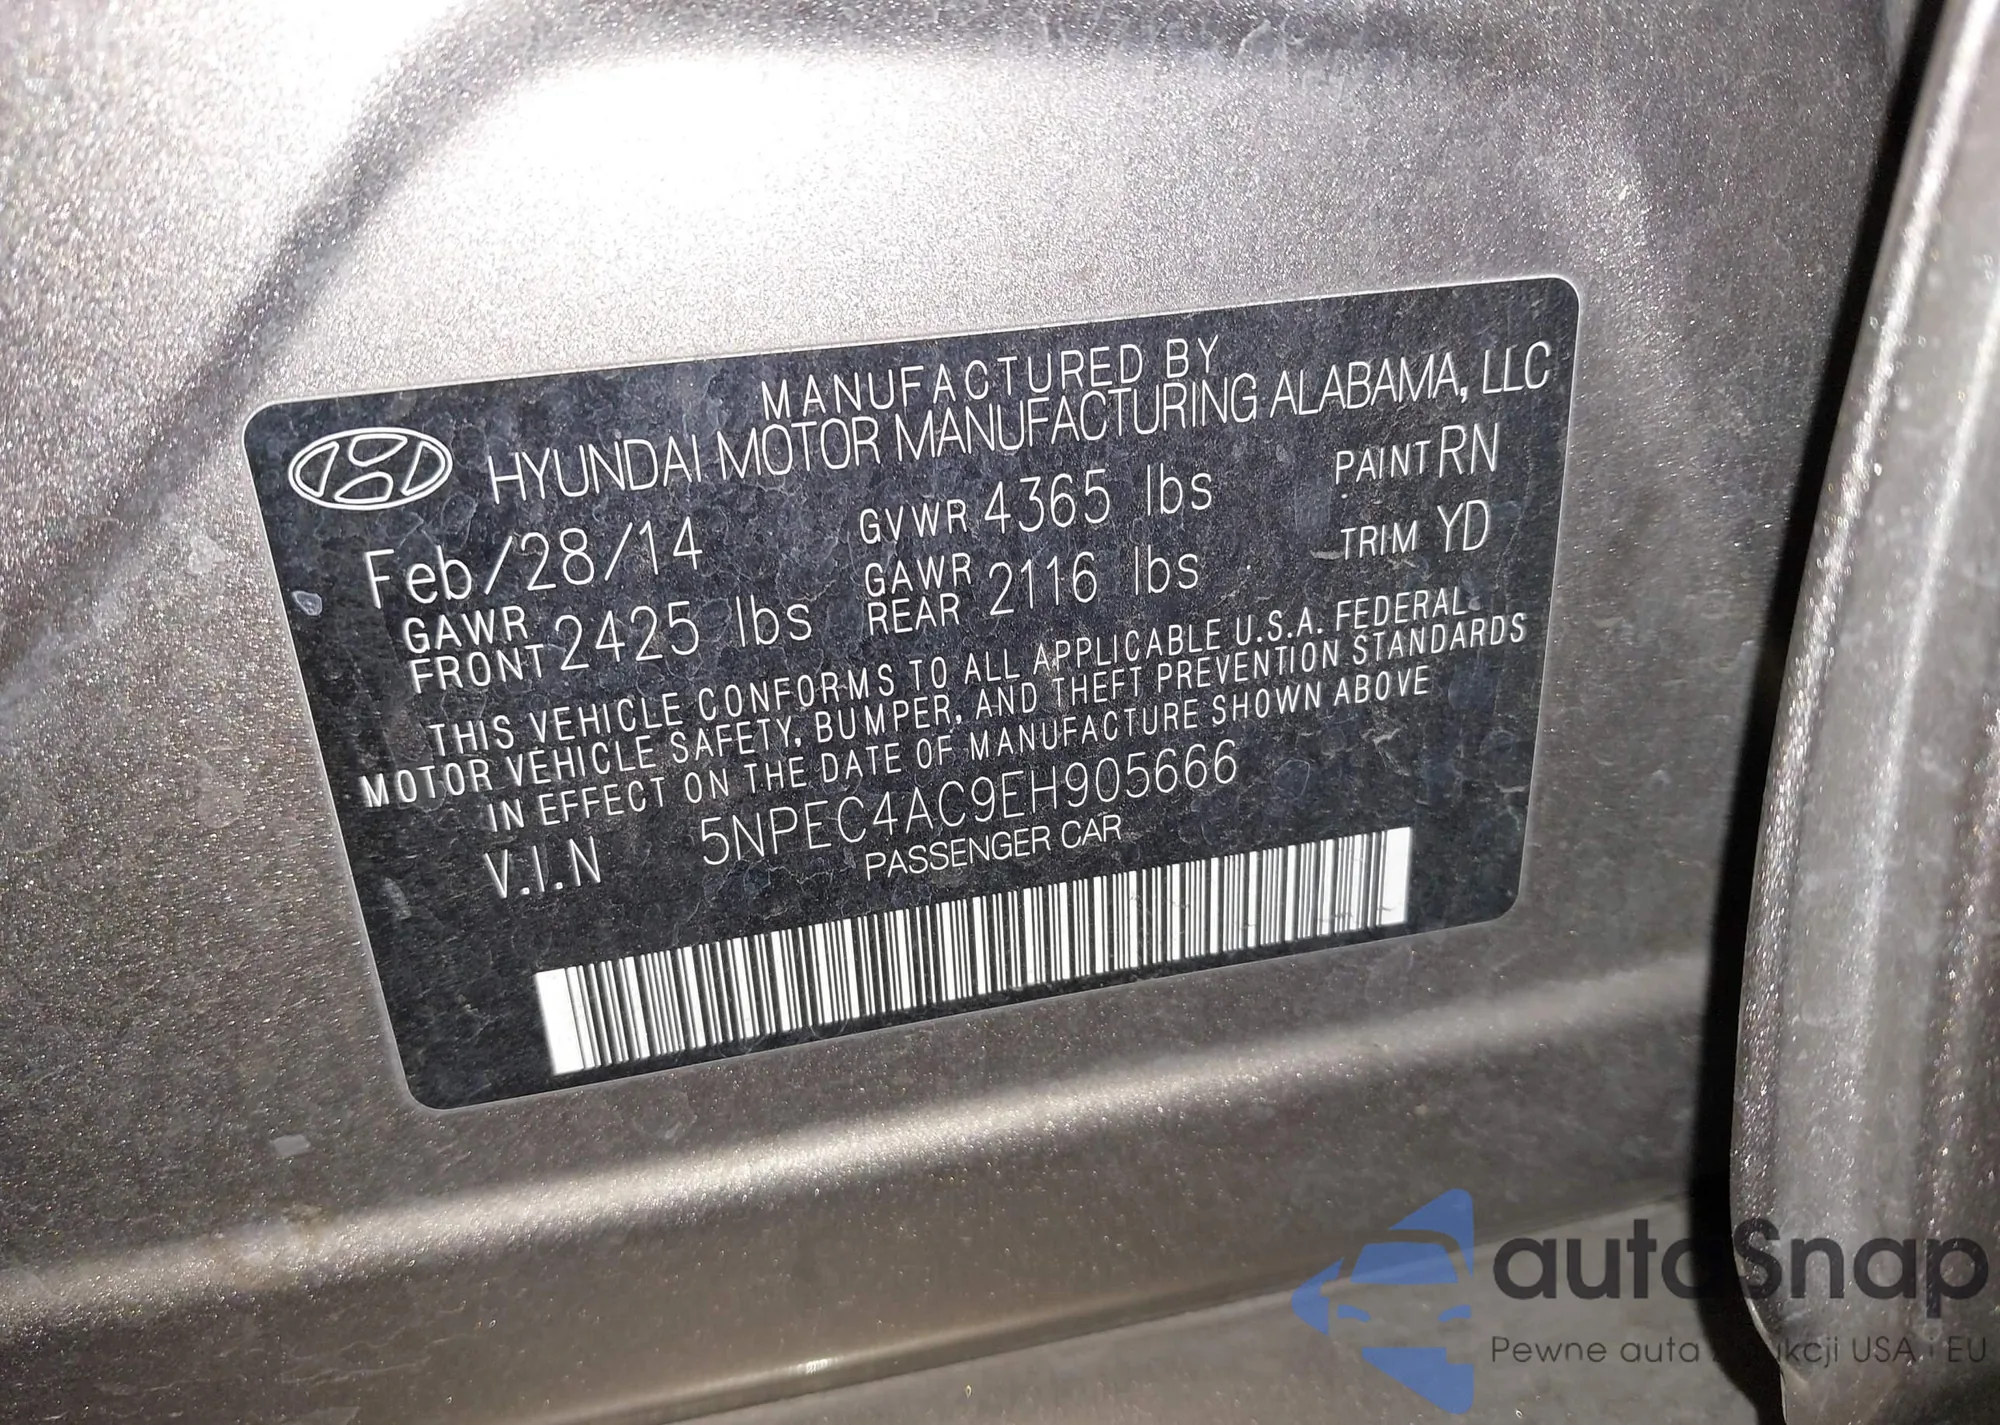 MANUFACTURED BY
HYUNDAI MOTOR MANUFACTURING ALABAMA, LLC
Feb/28/14 GVWR 4365 lbs PAINT RN
GAWR FRONT 2425 lbs GAWR REAR 2116 lbs TRIM YD
THIS VEHICLE CONFORMS TO ALL APPLICABLE U.S.A. FEDERAL
MOTOR VEHICLE SAFETY, BUMPER, AND THEFT PREVENTION STANDARDS
IN EFFECT ON THE DATE OF MANUFACTURE SHOWN ABOVE
V.I.N 5NPEC4AC9EH905666
PASSENGER CAR
autoSnap
Pewne auta USA i EU